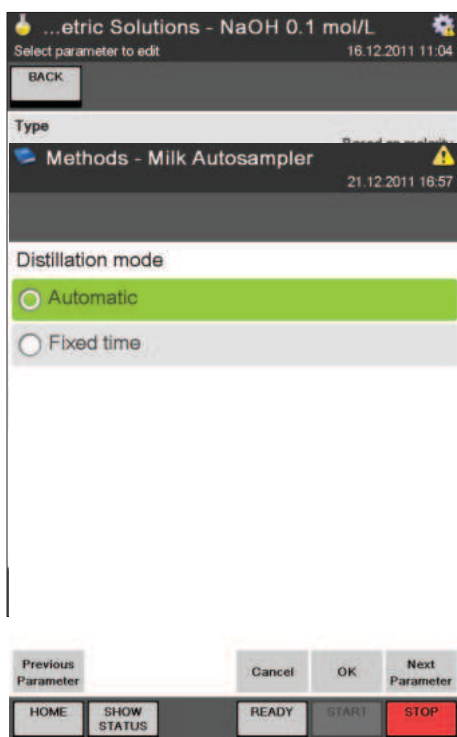 ...etric Solutions - NaOH 0.1 mol/L
Select parameter to edit 16.12.2011 11:04
BACK
Type
Methods - Milk Autosampler
21.12.2011 16:57
Distillation mode
Automatic
Fixed time
Previous Parameter Cancel OK Next Parameter
HOME SHOW STATUS READY START STOP